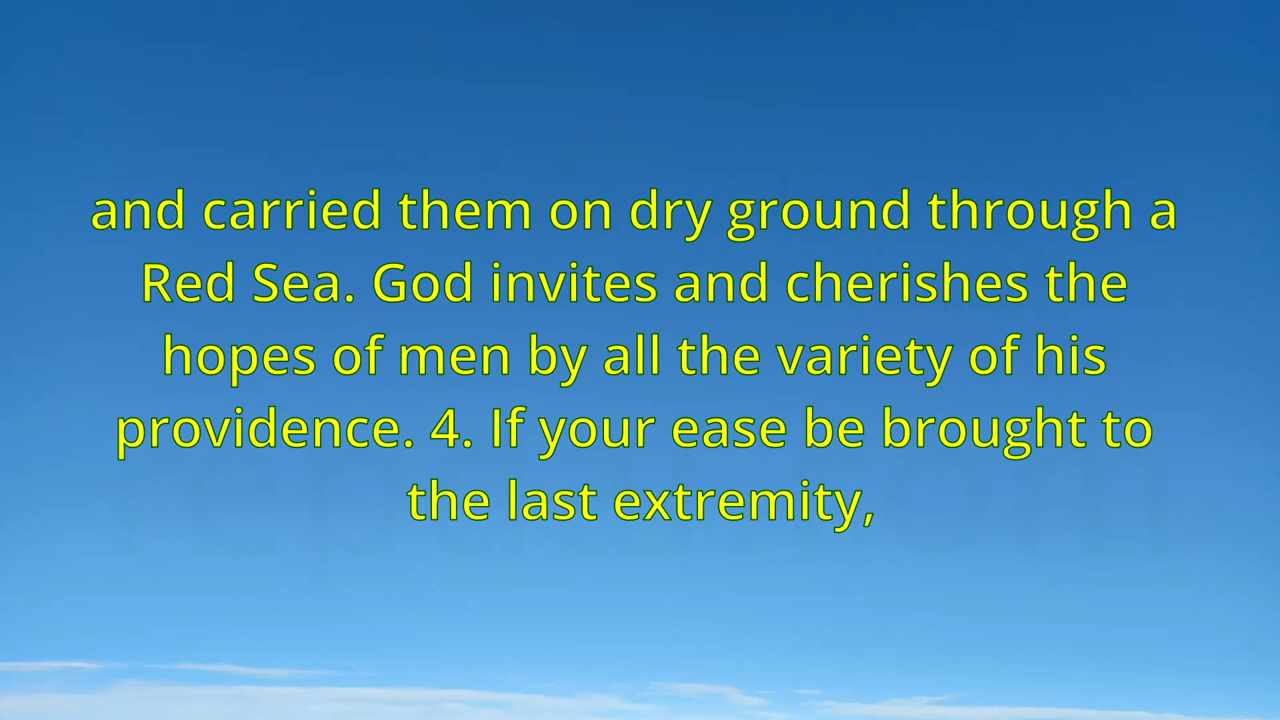 and carried them on dry ground through a
Red Sea. God invites and cherishes the
hopes of men by all the variety of his
providence. 4. If your ease be brought to
the last extremity,